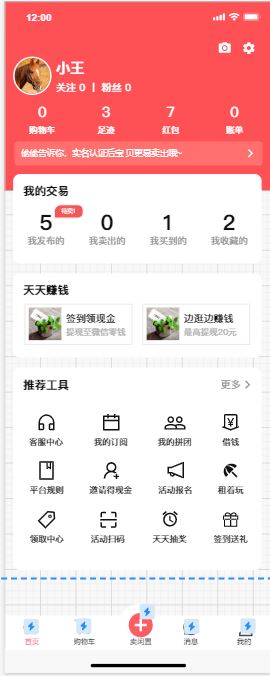 12:00
小王
关注 0 | 粉丝 0
0 3 7 0
购物车 足迹 红包 账单
偷偷告诉你，实名认证后宝贝更易卖出哦~
我的交易
5 0 1 2
我发布的 我卖出的 我买到的 我收藏的
天天赚钱
签到领现金 边逛边赚钱
提现至微信零钱 最高提现20元
推荐工具 更多
客服中心 我的订阅 我的拼团 借钱
平台规则 邀请得现金 活动报名 租着玩
领取中心 活动扫码 天天抽奖 签到送礼
首页 购物车 卖闲置 消息 我的